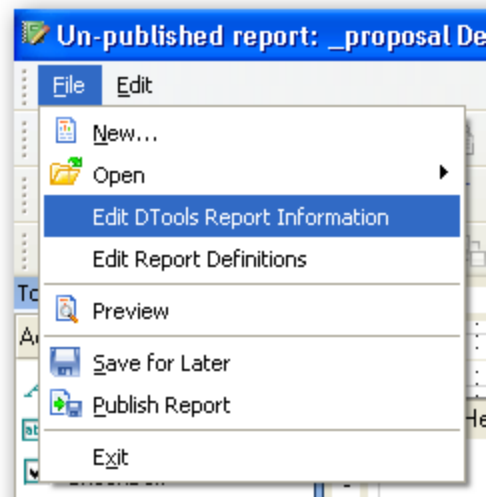 Un-published report: _proposal De
File Edit
New...
Open
Edit DTools Report Information
Edit Report Definitions
Preview
Save for Later
Publish Report
Exit